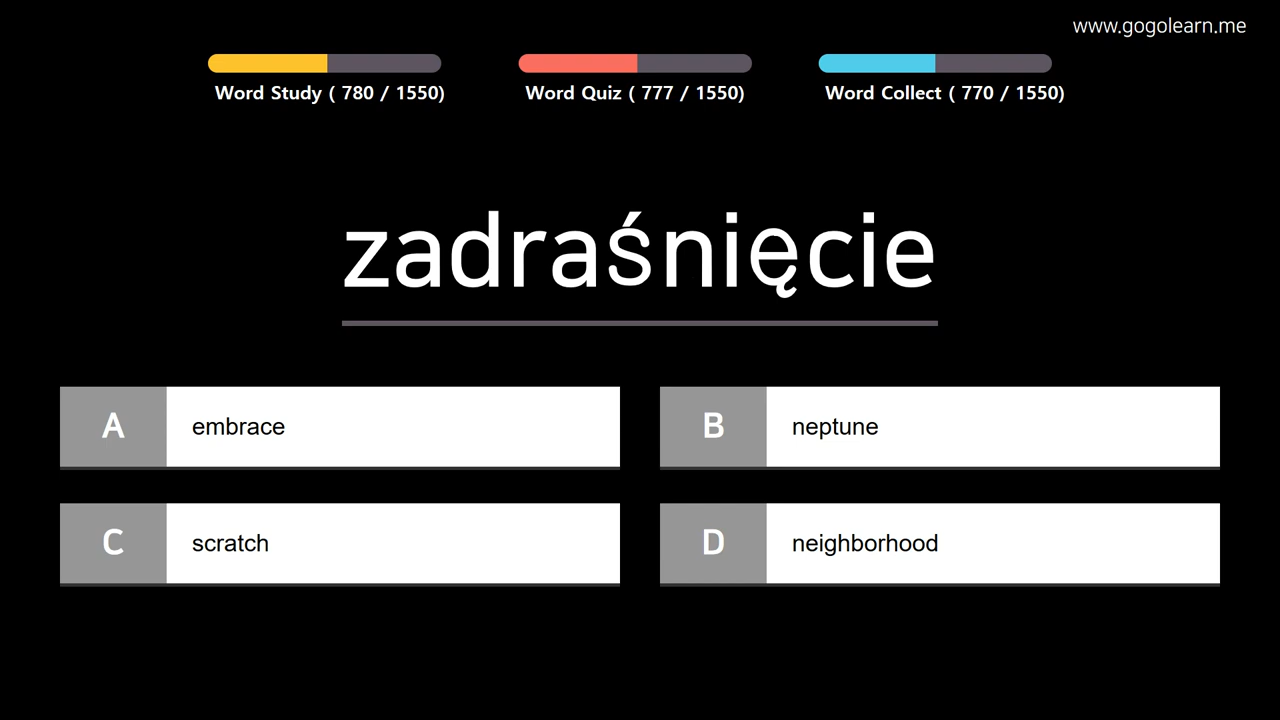 www.gogolearn.me
Word Study ( 780 / 1550)
Word Quiz ( 777 / 1550)
Word Collect ( 770 / 1550)
zadraśnięcie
A embrace
B neptune
C scratch
D neighborhood